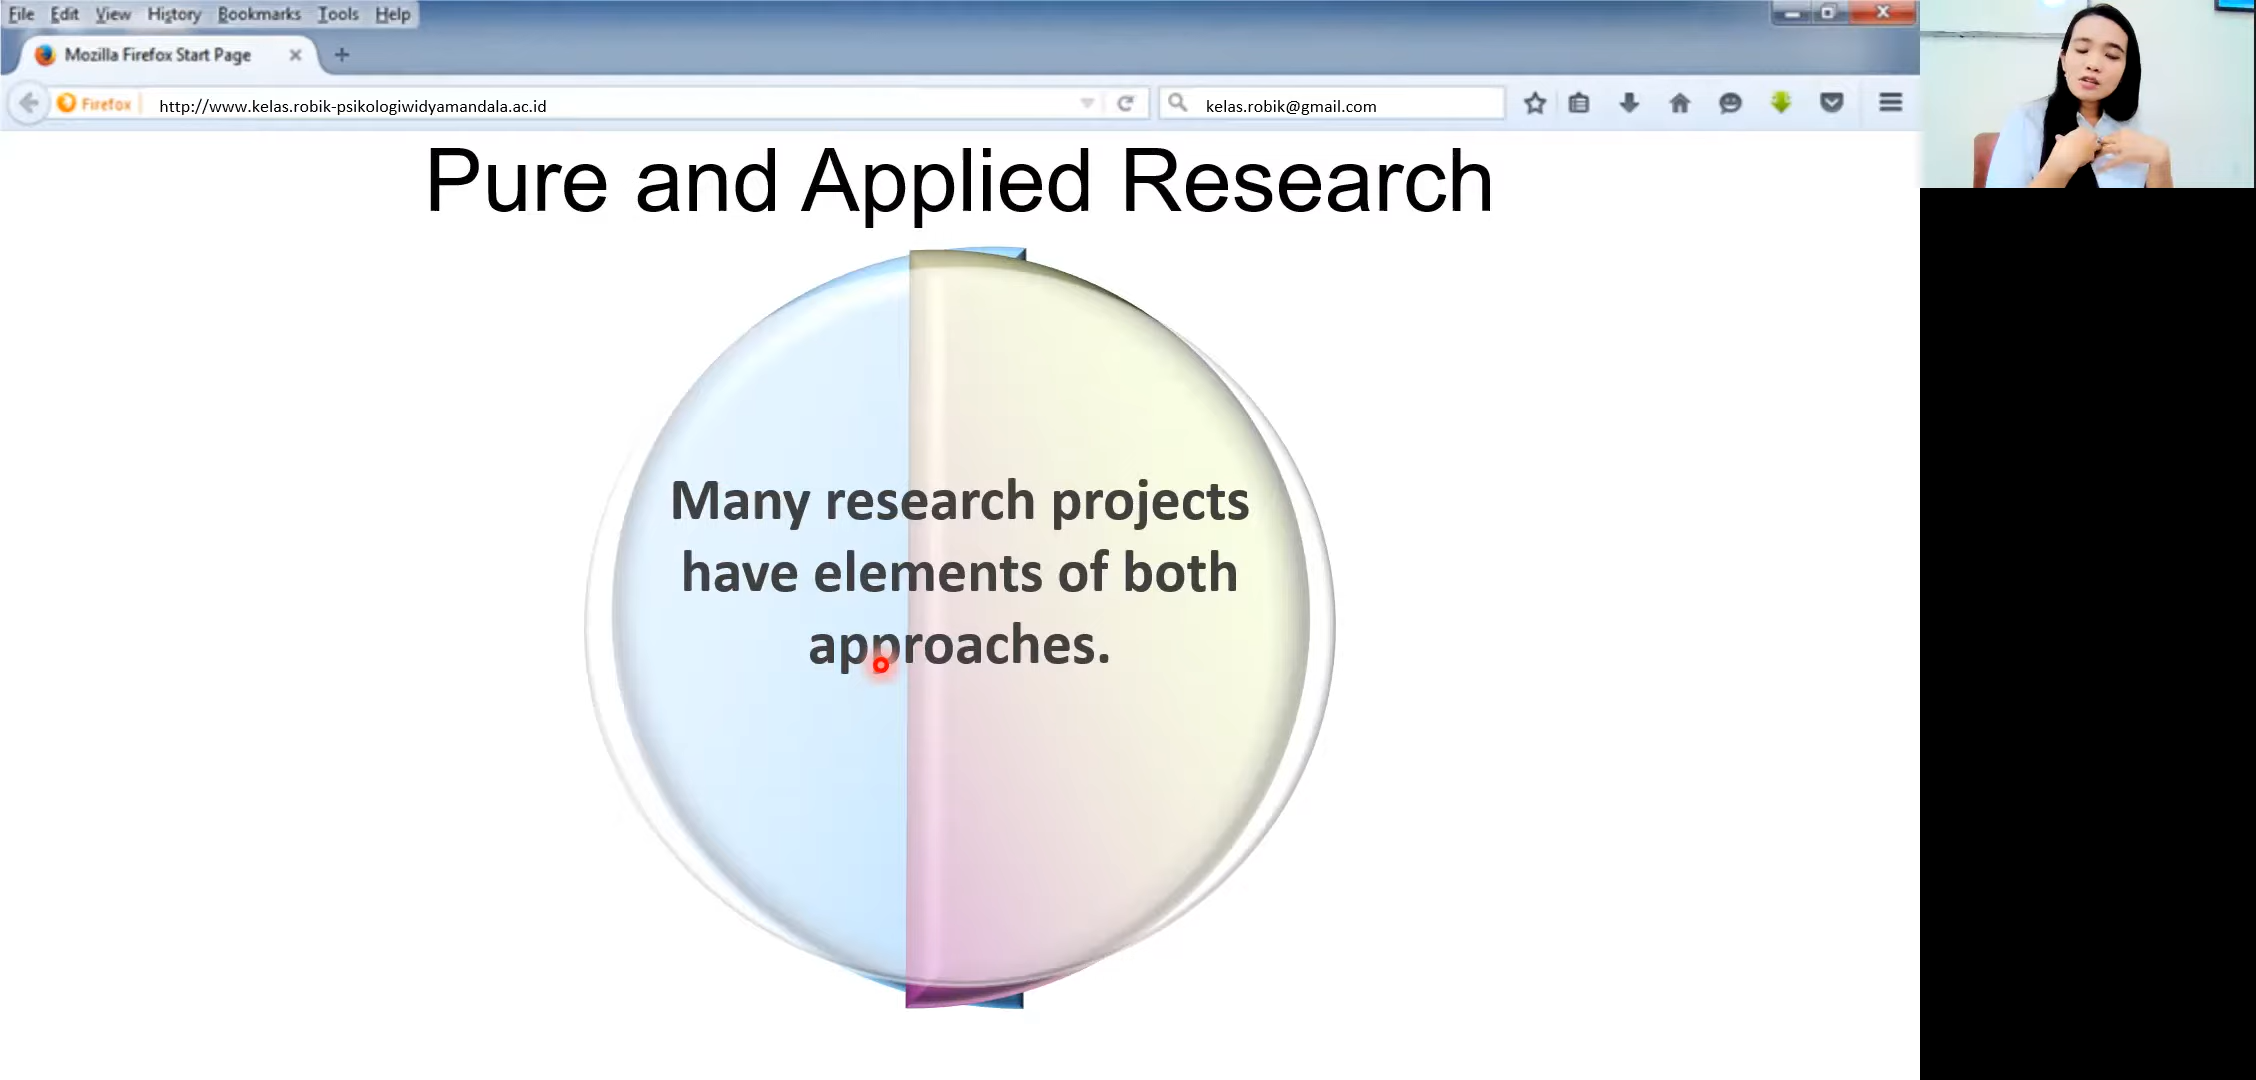 File Edit View History Bookmarks Tools Help
Mozilla Firefox Start Page
Firefox http://www.kelas.robik-psikologiwidyamandala.ac.id kelas.robik@gmail.com
Pure and Applied Research
Many research projects
have elements of both
approaches.